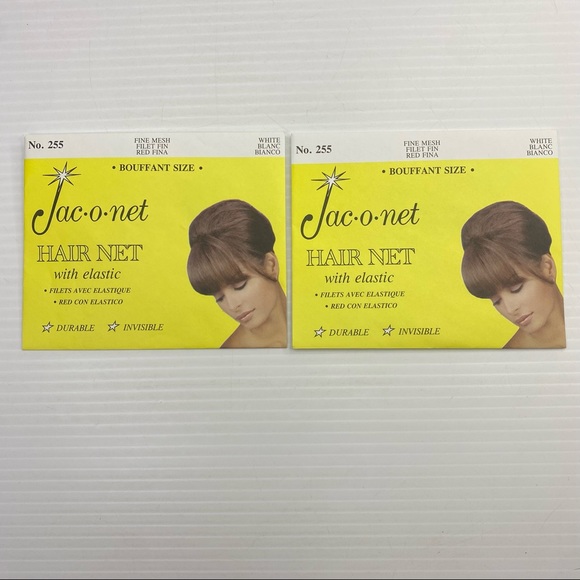 No. 255
FINE MESH
FILET FIN
RED FINA
WHITE
BLANC
BIANCO
• BOUFFANT SIZE •
Jac-o-net
HAIR NET
with elastic
• FILETS AVEC ELASTIQUE
• RED CON ELASTICO
DURABLE INVISIBLE
No. 255
FINE MESH
FILET FIN
RED FINA
WHITE
BLANC
BIANCO
• BOUFFANT SIZE •
Jac-o-net
HAIR NET
with elastic
• FILETS AVEC ELASTIQUE
• RED CON ELASTICO
DURABLE INVISIBLE